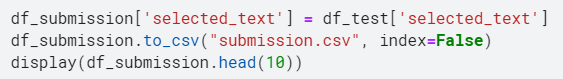 df_submission['selected_text'] = df_test['selected_text']
df_submission.to_csv("submission.csv", index=False)
display(df_submission.head(10))